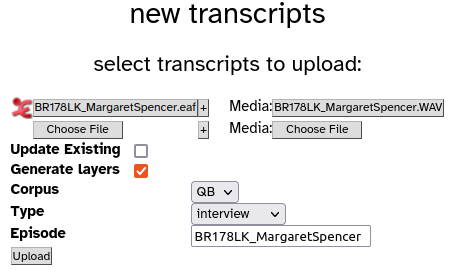 new transcripts
select transcripts to upload:
BR178LK_MargaretSpencer.eaf + Media: BR178LK_MargaretSpencer.WAV
Choose File + Media: Choose File
Update Existing
Generate layers
Corpus QB
Type interview
Episode BR178LK_MargaretSpencer
Upload